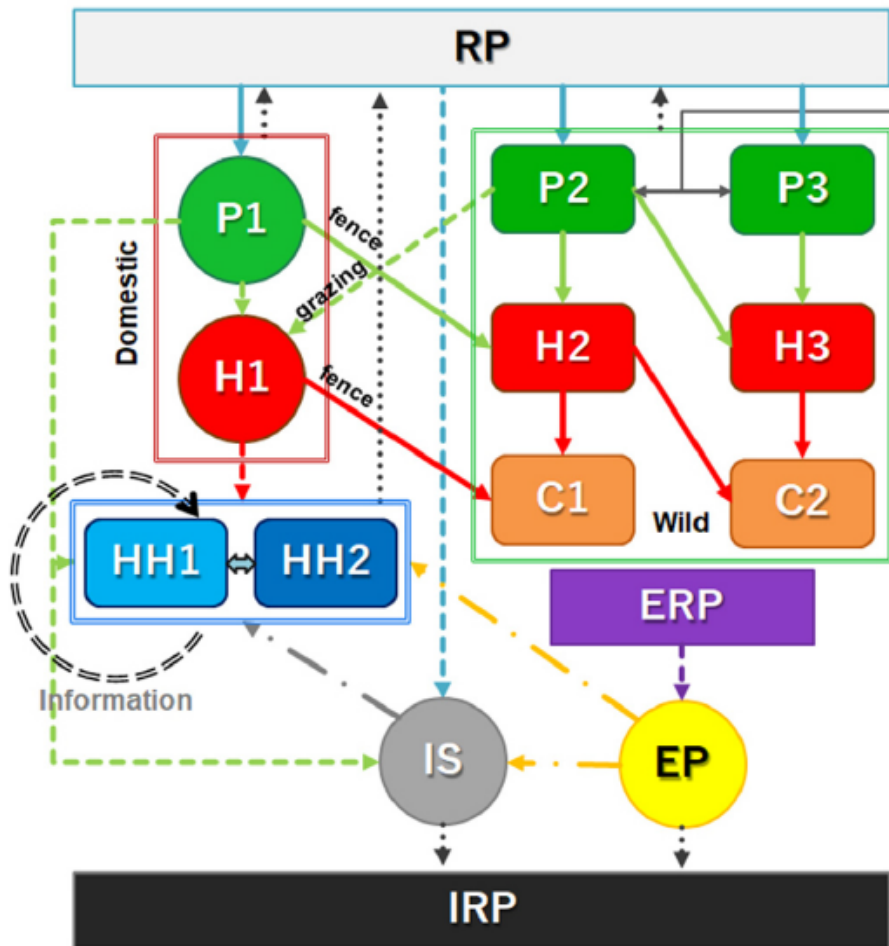 RP
P1
P2
P3
fence
grazing
Domestic
H1
H2
H3
fence
C1
C2
Wild
HH1
HH2
ERP
Information
IS
EP
IRP